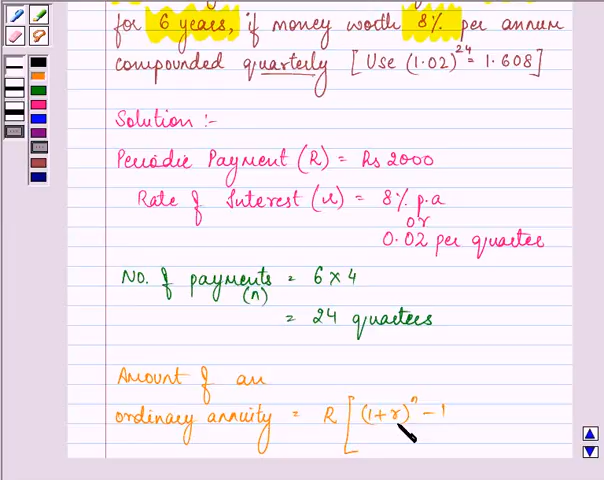 for 6 years, if money worth 8% per annum
compounded quarterly [Use (1.02)^24 = 1.608]
Solution :-
Periodic Payment (R) = Rs 2000
Rate of Interest (r) = 8% p.a
or
0.02 per quarter
No. of payments = 6 × 4
(n)
= 24 quarters
Amount of an
ordinary annuity = R [(1+r)^n - 1